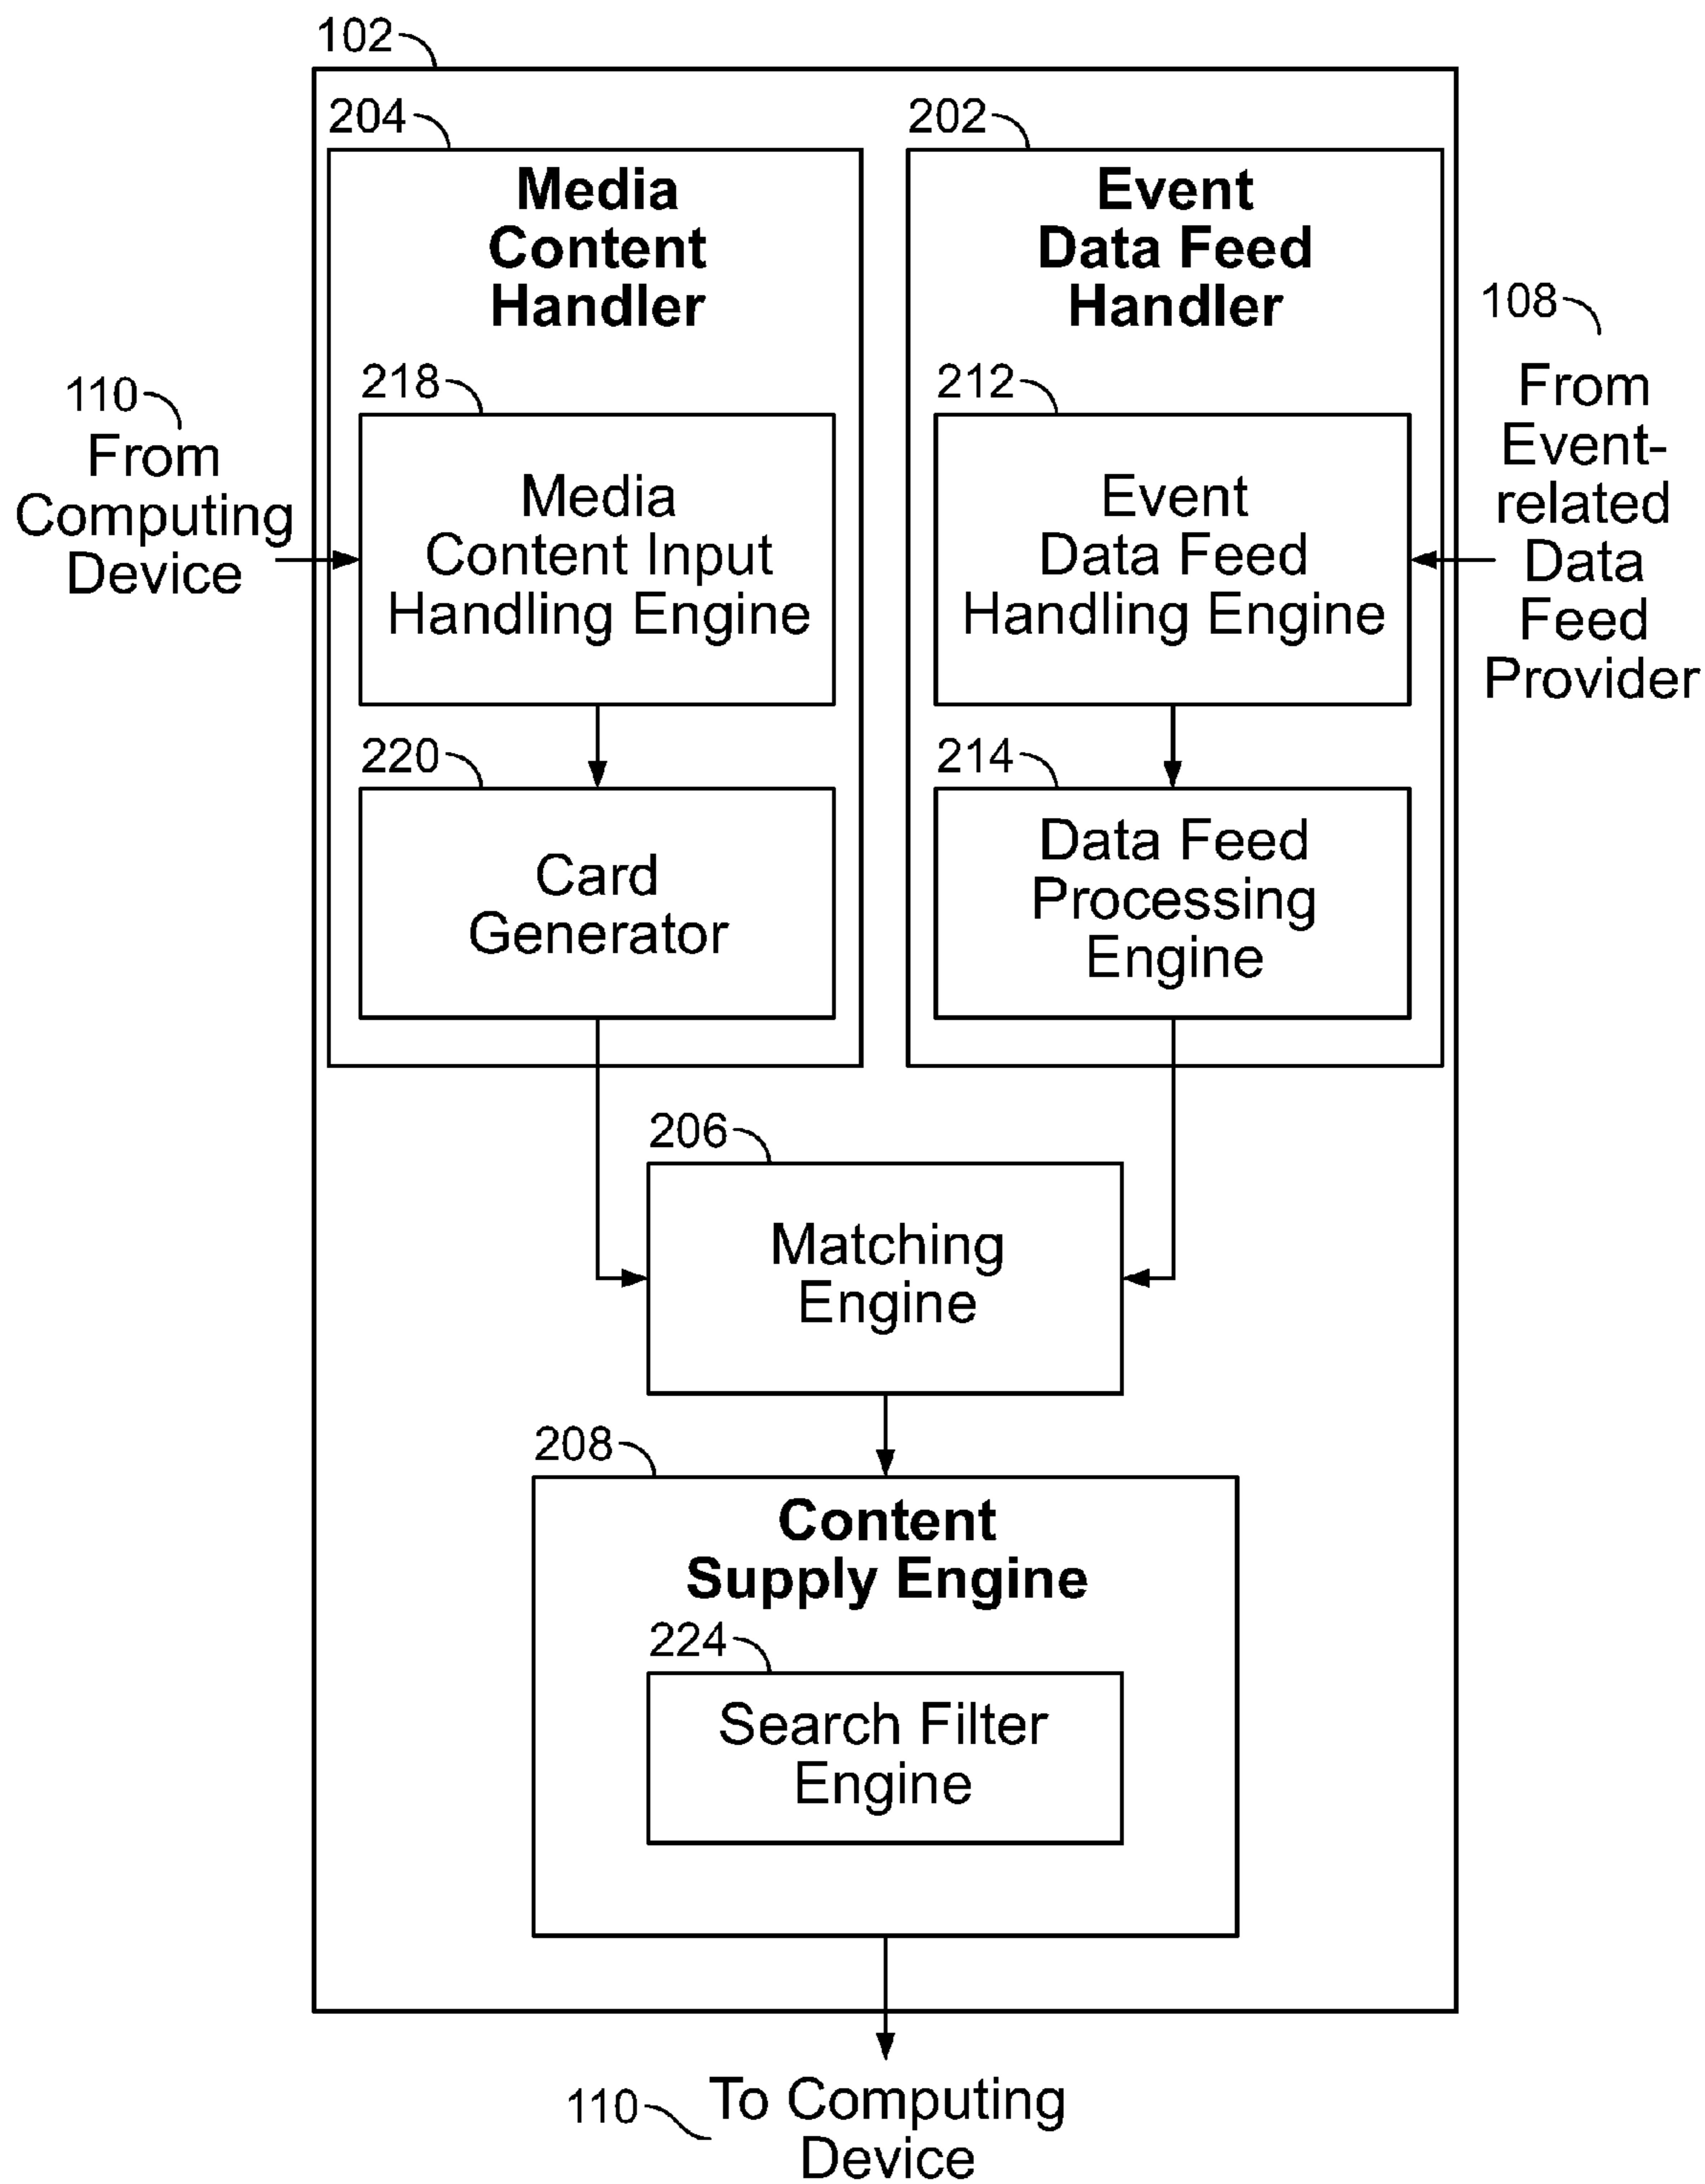 102
204
Media
Content
Handler
202
Event
Data Feed
Handler
108
From
Event-
related
Data
Feed
Provider
110
From
Computing
Device
218
Media
Content Input
Handling Engine
212
Event
Data Feed
Handling Engine
220
Card
Generator
214
Data Feed
Processing
Engine
206
Matching
Engine
208
Content
Supply Engine
224
Search Filter
Engine
110
To Computing
Device